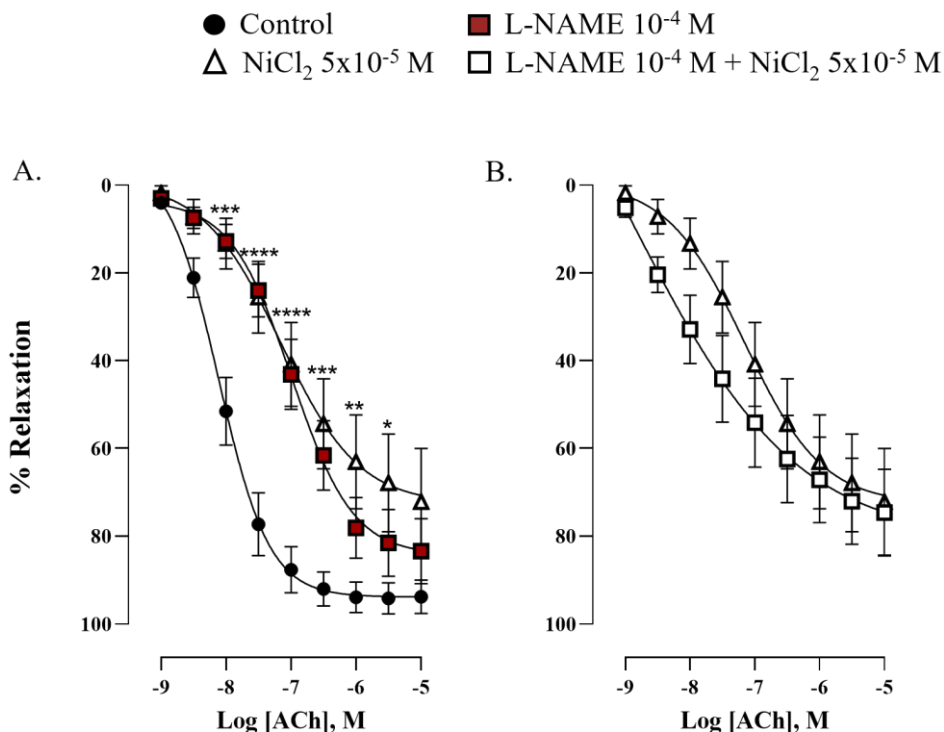 Control
L-NAME 10⁻⁴ M
NiCl₂ 5x10⁻⁵ M
L-NAME 10⁻⁴ M + NiCl₂ 5x10⁻⁵ M
A.
B.
% Relaxation
0
20
40
60
80
100
***
****
****
***
**
*
-9 -8 -7 -6 -5
Log [ACh], M
0
20
40
60
80
100
-9 -8 -7 -6 -5
Log [ACh], M